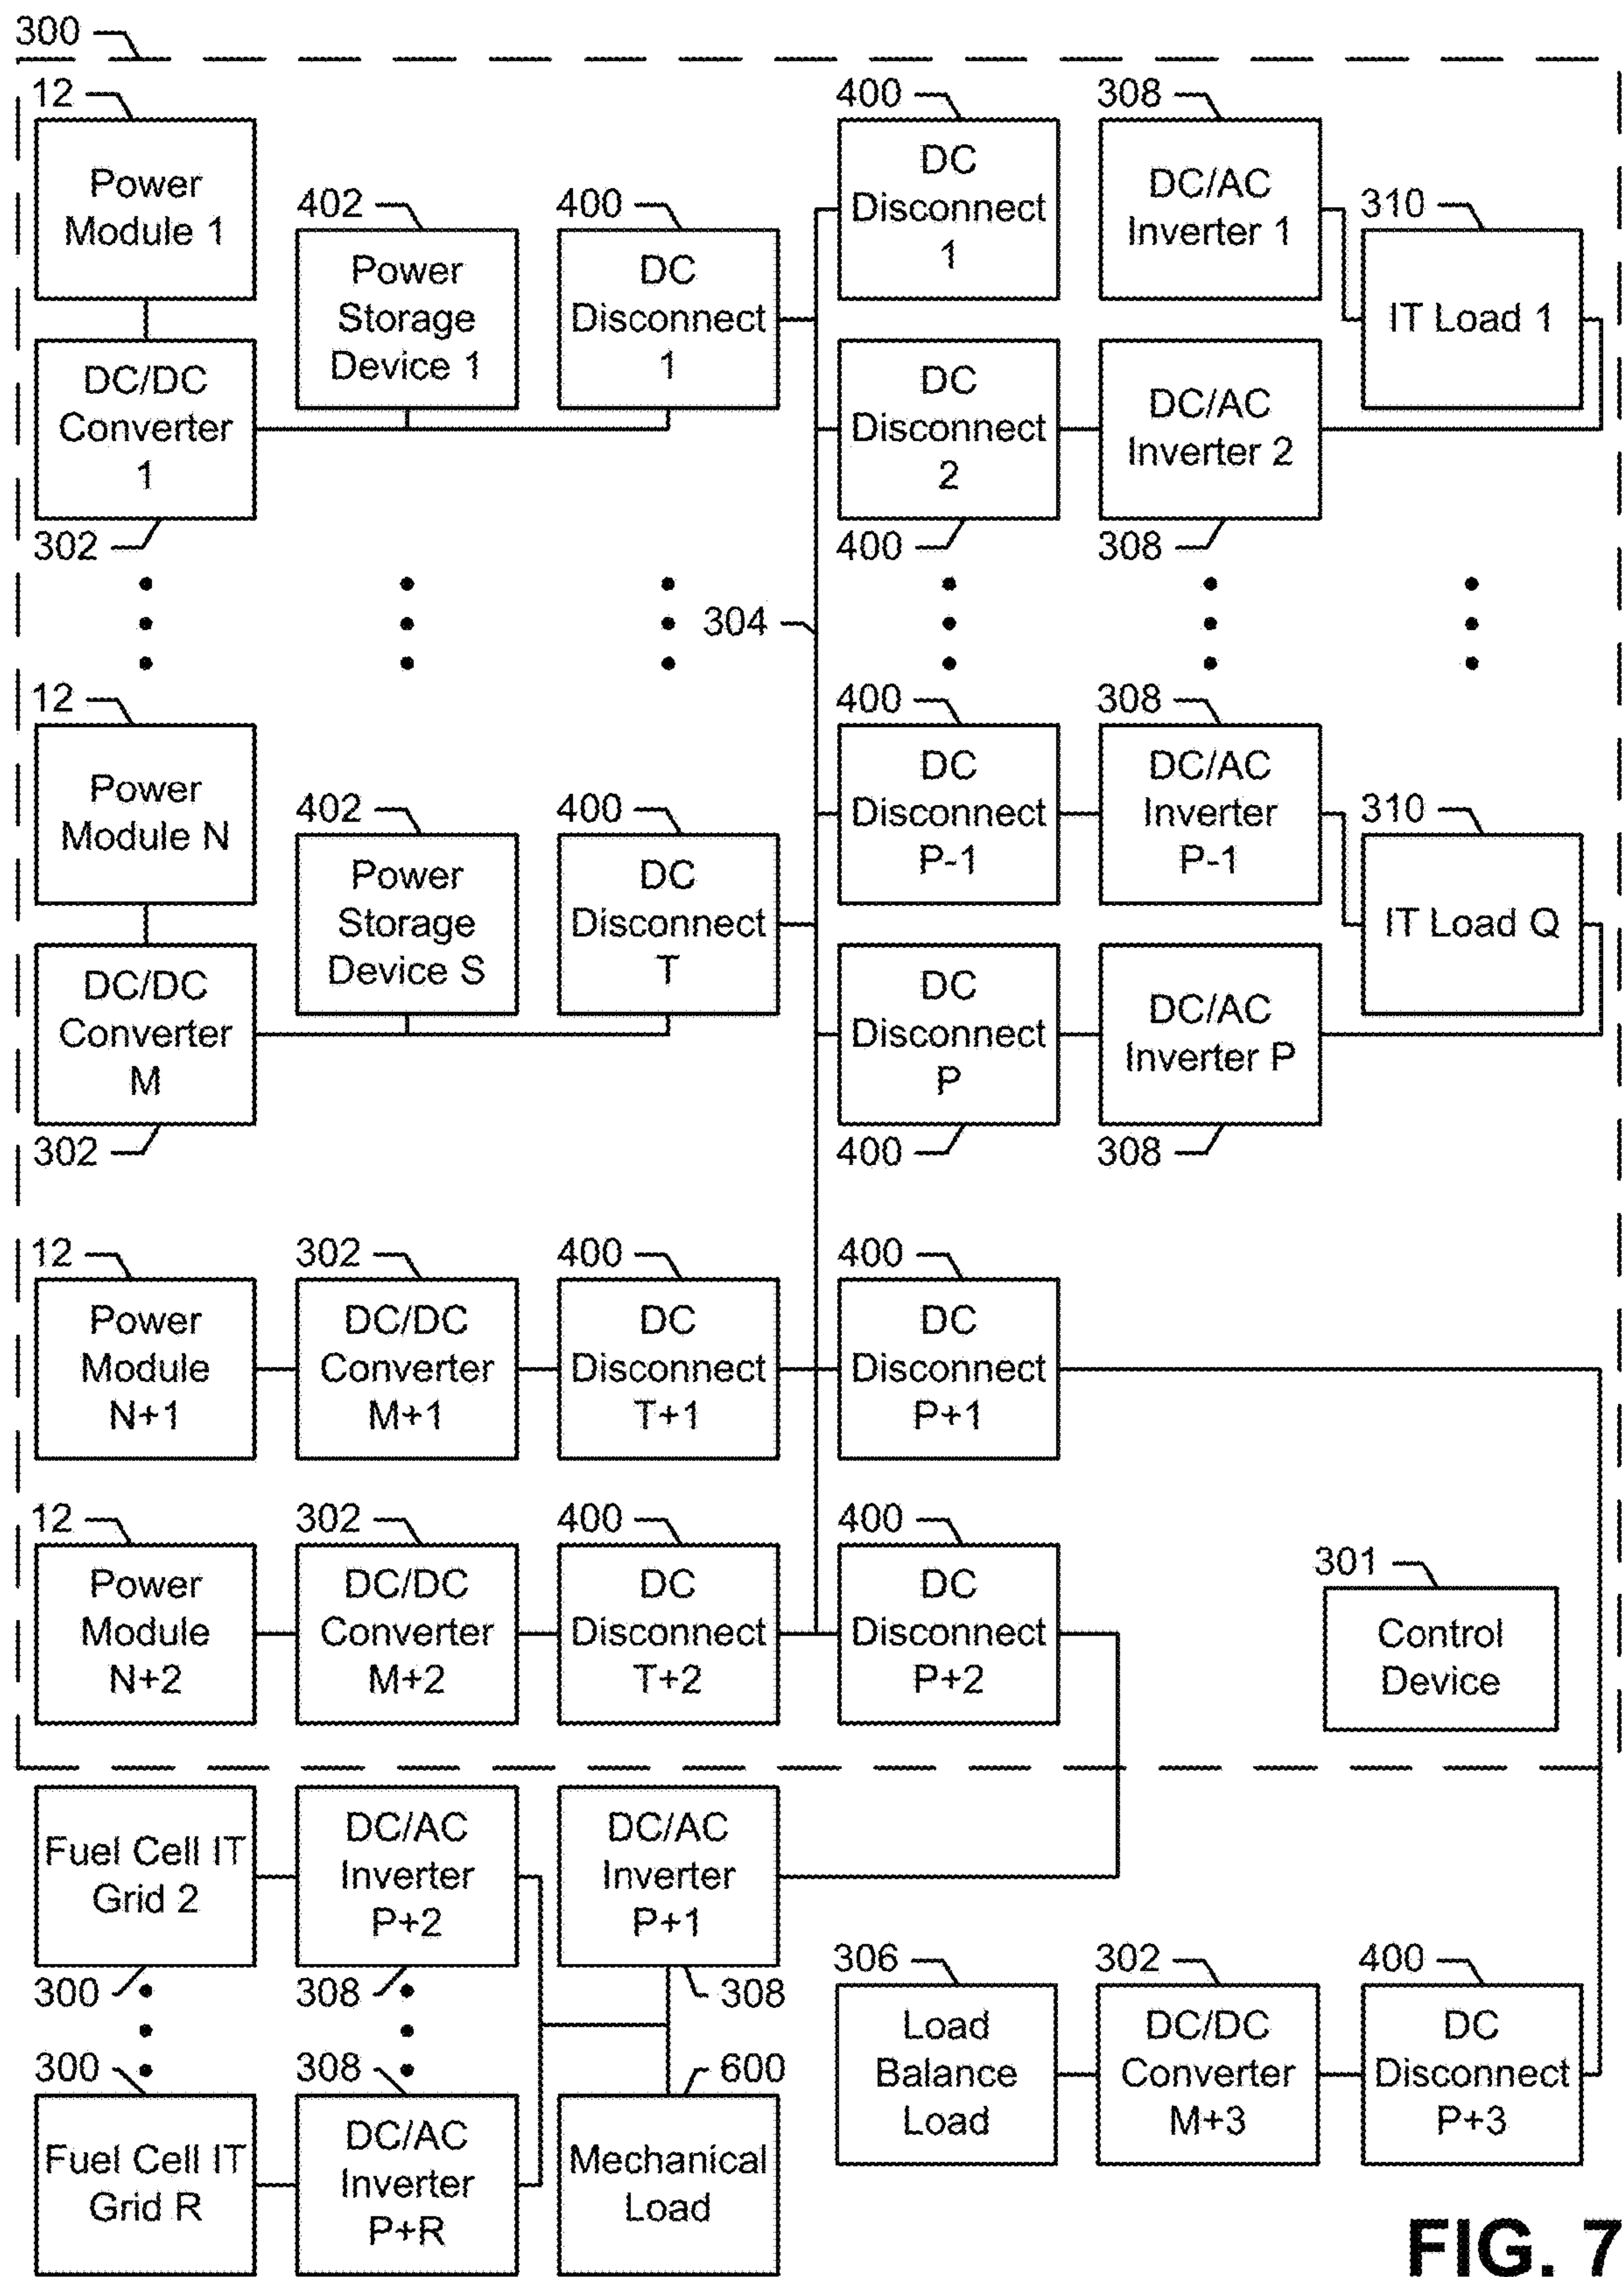 300
12
Power
Module 1
402
Power
Storage
Device 1
400
DC
Disconnect
1
400
DC
Disconnect
1
308
DC/AC
Inverter 1
310
IT Load 1
DC/DC
Converter
1
302
DC
Disconnect
2
400
DC/AC
Inverter 2
308
304
12
Power
Module N
402
Power
Storage
Device S
400
DC
Disconnect
T
400
DC
Disconnect
P-1
308
DC/AC
Inverter
P-1
310
IT Load Q
DC/DC
Converter
M
302
DC
Disconnect
P
400
DC/AC
Inverter P
308
12
Power
Module
N+1
302
DC/DC
Converter
M+1
400
DC
Disconnect
T+1
400
DC
Disconnect
P+1
12
Power
Module
N+2
302
DC/DC
Converter
M+2
400
DC
Disconnect
T+2
400
DC
Disconnect
P+2
301
Control
Device
Fuel Cell IT
Grid 2
300
DC/AC
Inverter
P+2
308
DC/AC
Inverter
P+1
308
306
Load
Balance
Load
302
DC/DC
Converter
M+3
400
DC
Disconnect
P+3
300
Fuel Cell IT
Grid R
308
DC/AC
Inverter
P+R
600
Mechanical
Load
FIG. 7